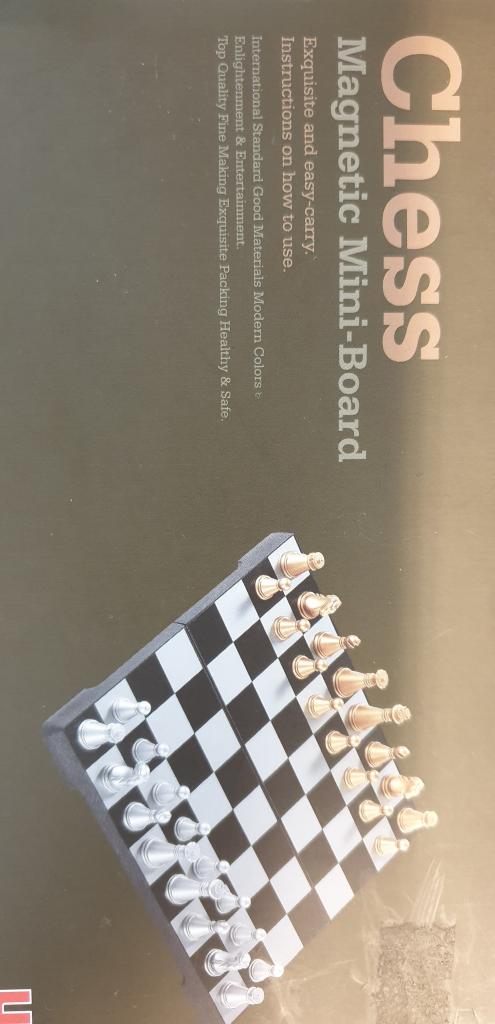 Chess
Magnetic Mini-Board
Exquisite and easy-carry.
Instructions on how to use.
International Standard Good Materials Modern Colors
Enlightenment & Entertainment.
Top Quality Fine Making Exquisite Packing Healthy & Safe.